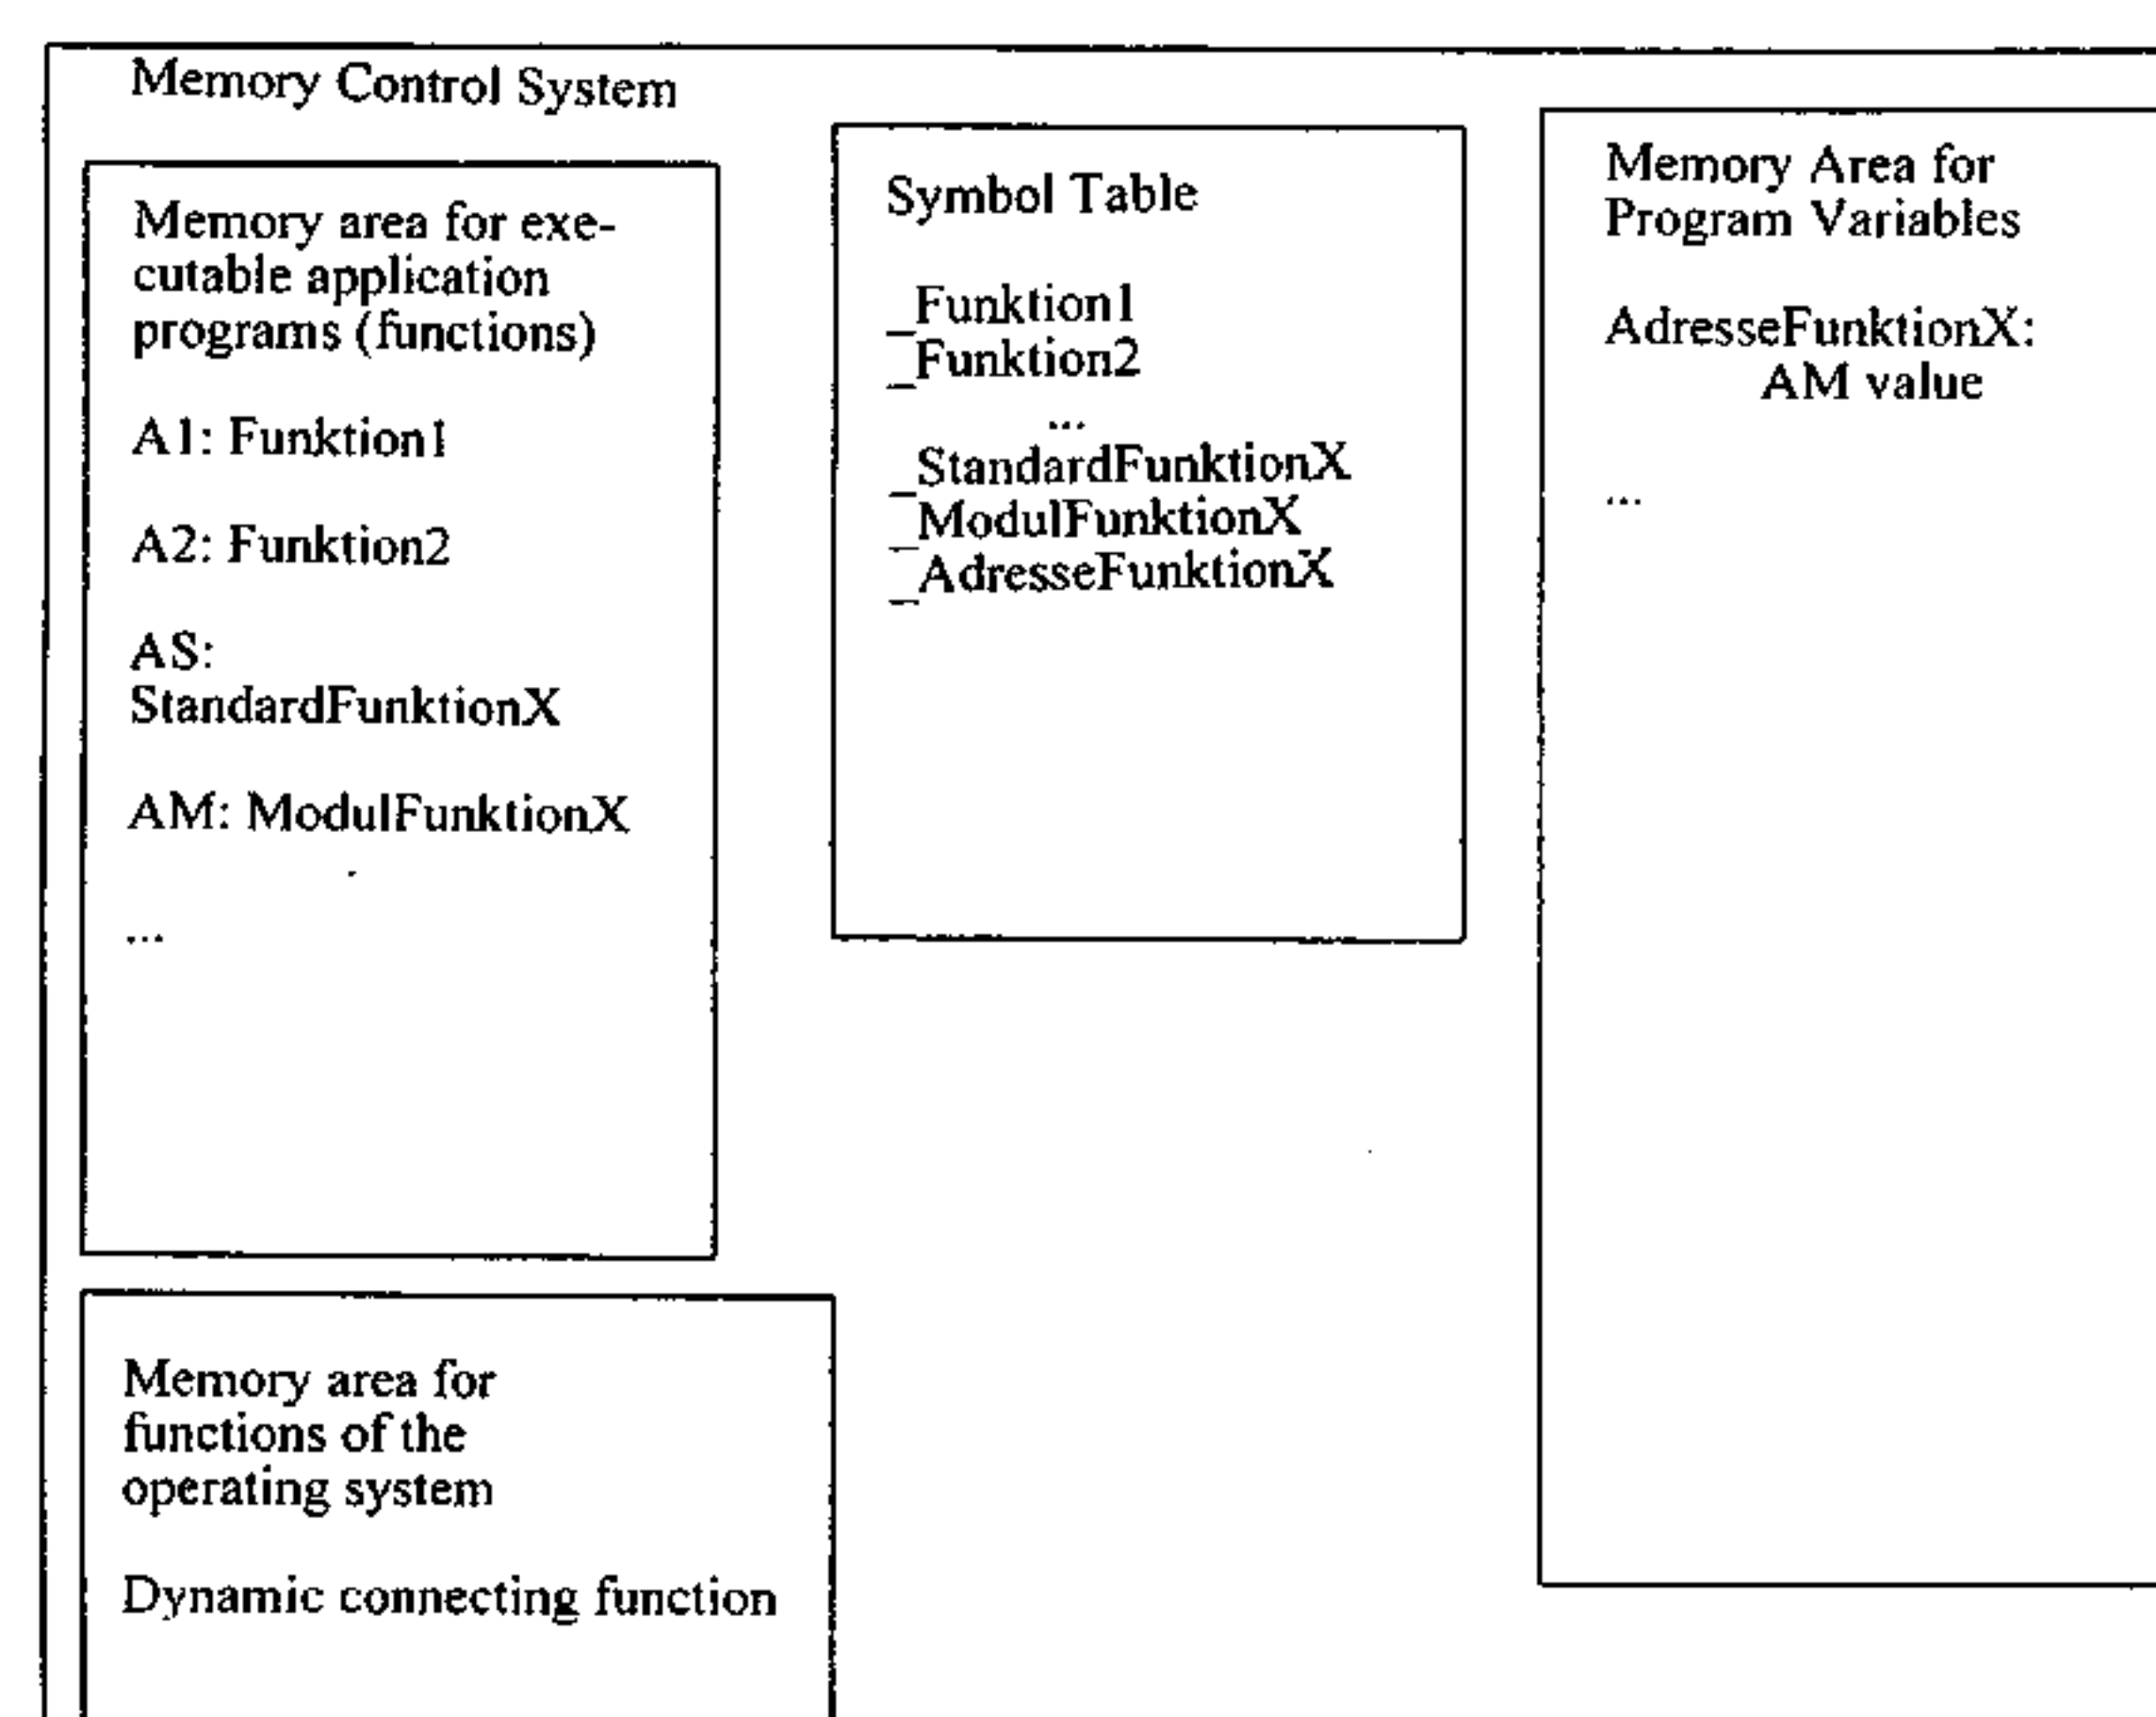 Memory Control System
Memory area for exe-
cutable application
programs (functions)
A1: Funktion1
A2: Funktion2
AS:
StandardFunktionX
AM: ModulFunktionX
...
Symbol Table
_Funktion1
_Funktion2
...
_StandardFunktionX
_ModulFunktionX
_AdresseFunktionX
Memory Area for
Program Variables
AdresseFunktionX:
AM value
...
Memory area for
functions of the
operating system
Dynamic connecting function